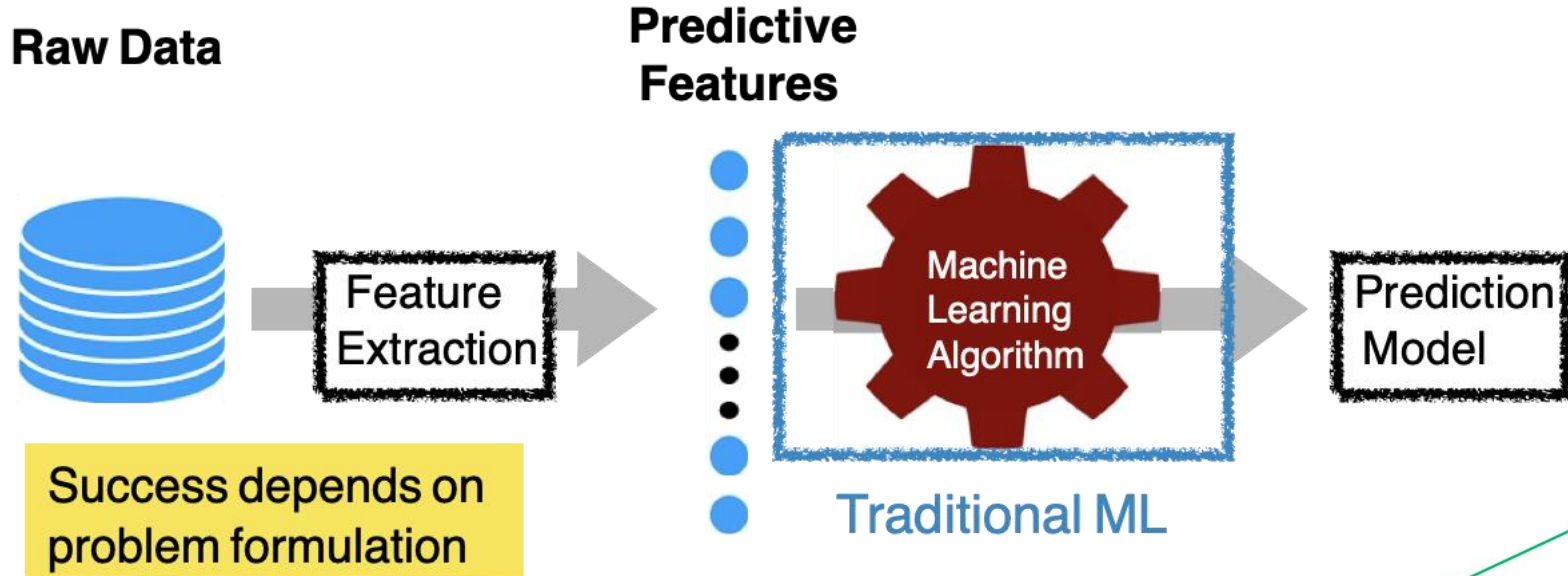 Raw Data
Predictive
Features
Feature
Extraction
Machine
Learning
Algorithm
Prediction
Model
Success depends on
problem formulation
Traditional ML